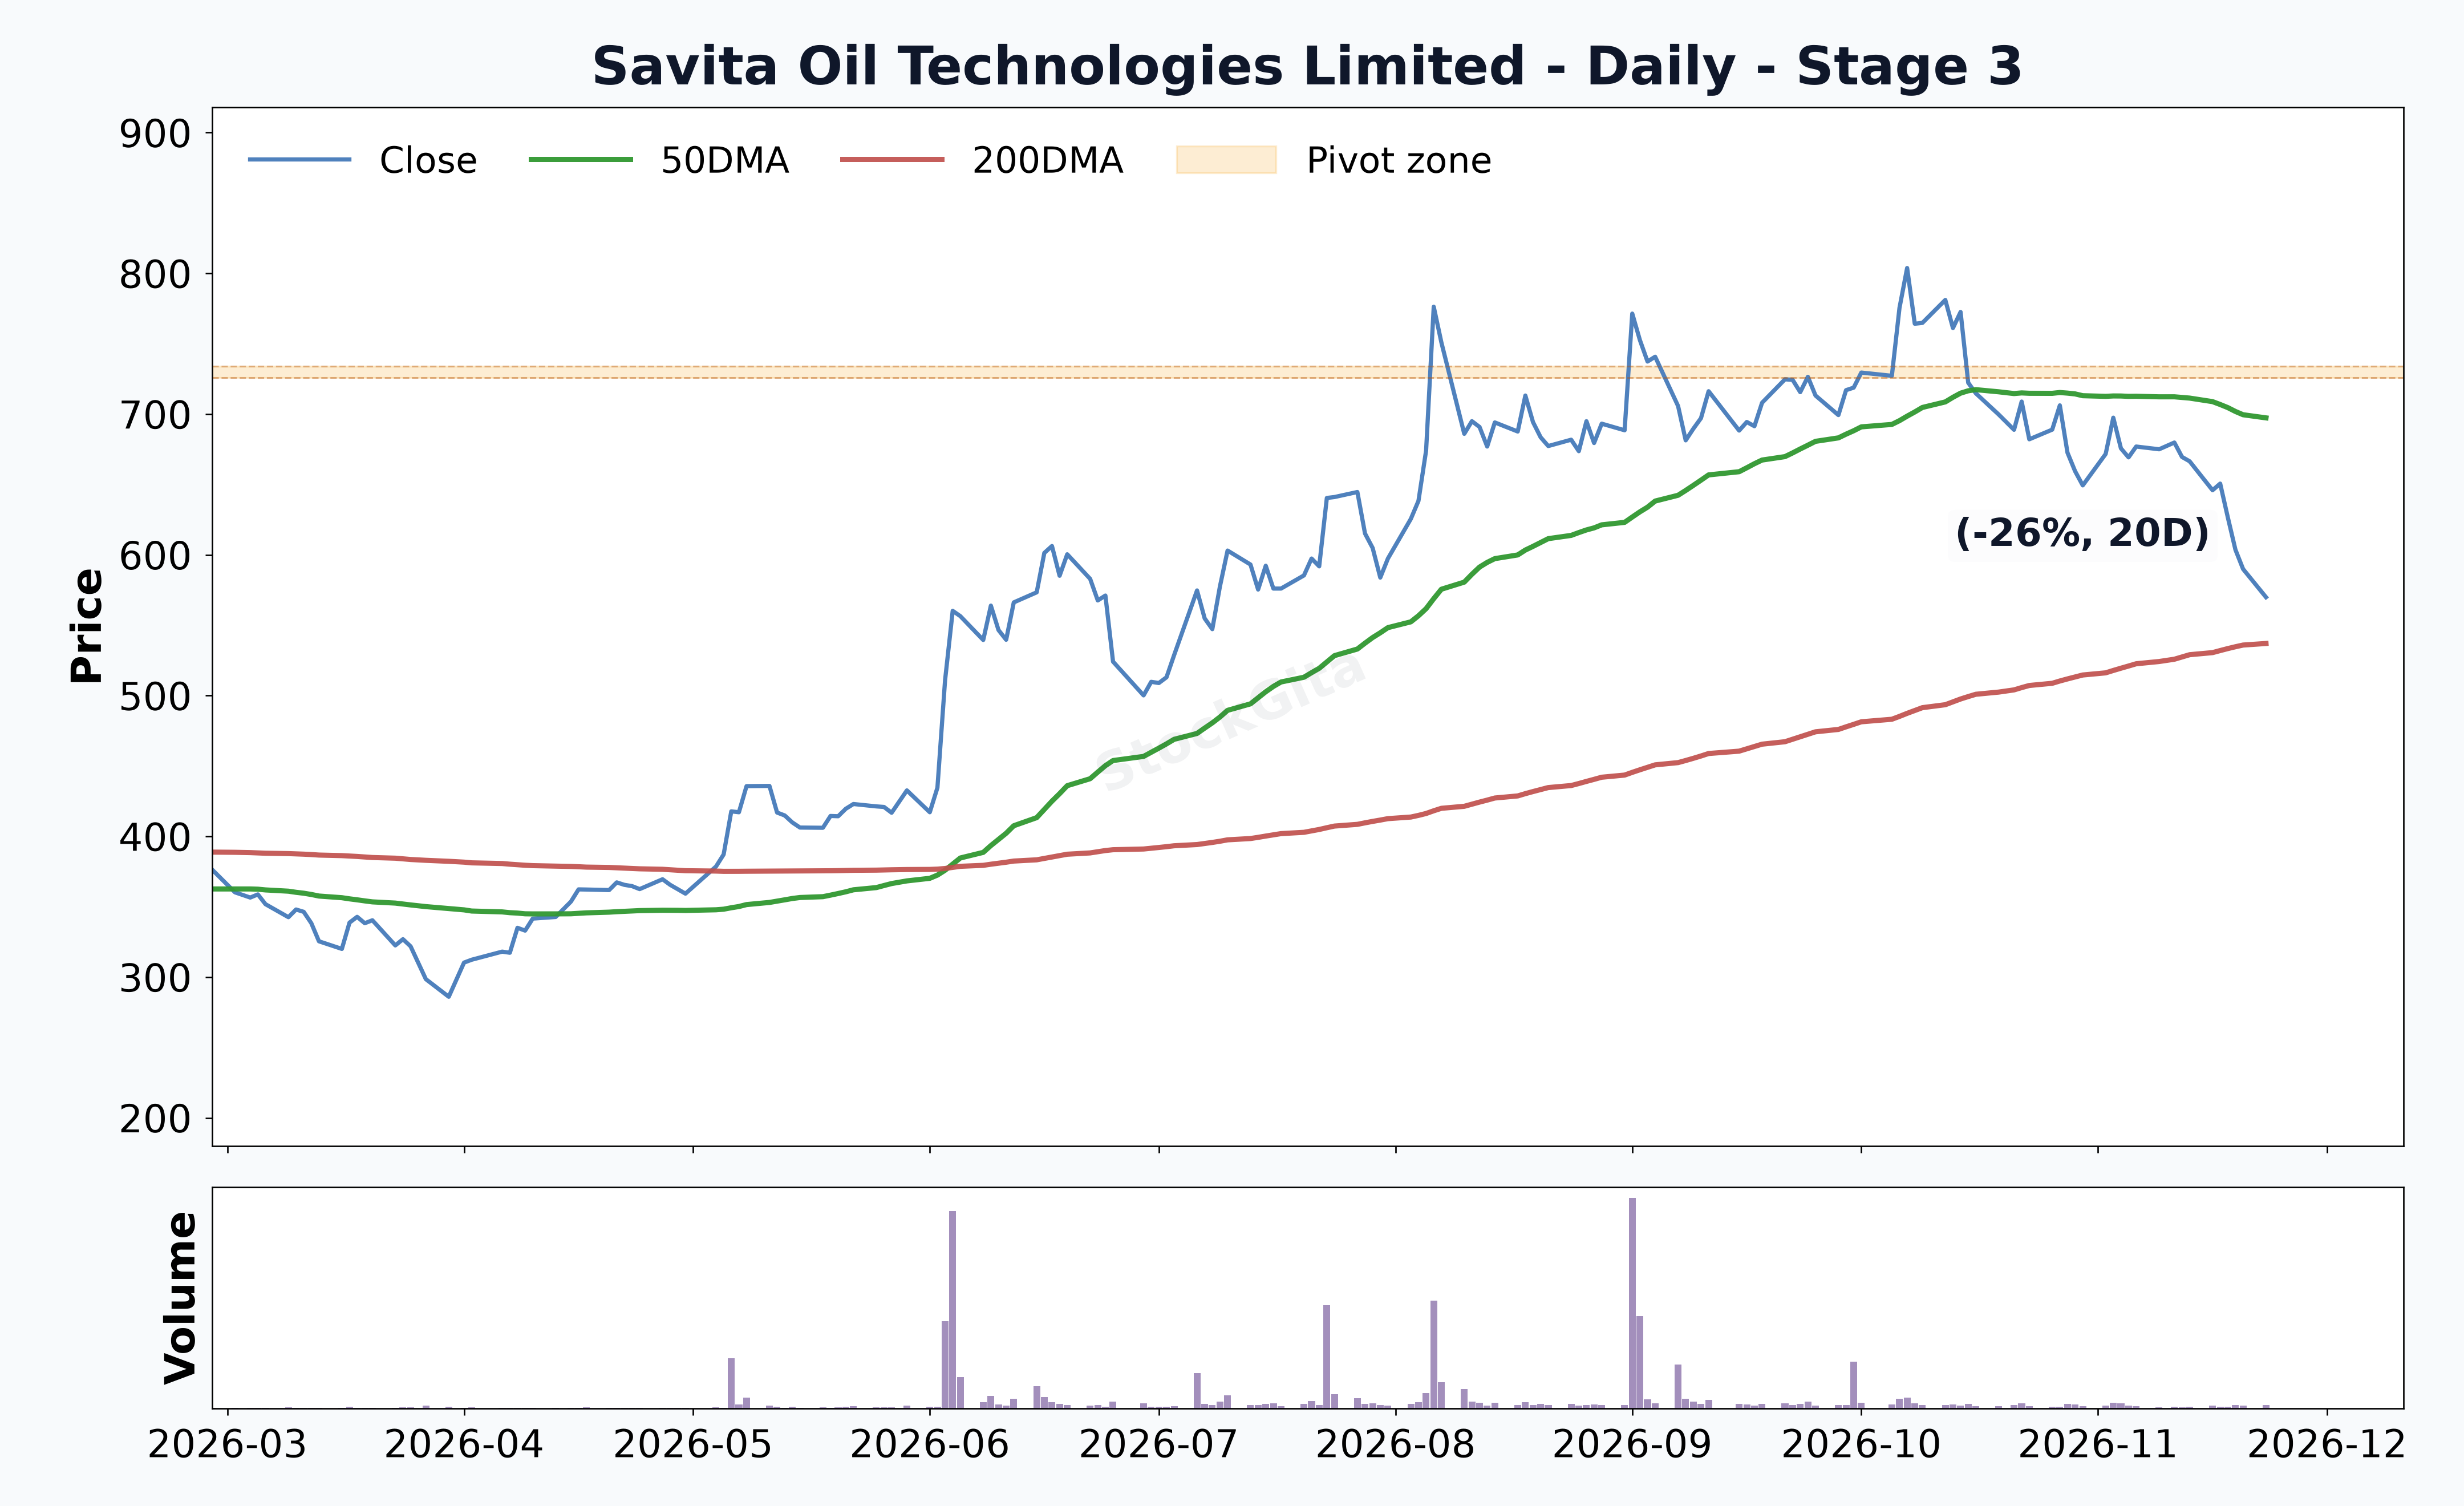 Savita Oil Technologies Limited - Daily - Stage 3
Close 50DMA 200DMA Pivot zone
900
800
700
600
500
400
300
200
Price
(-26%, 20D)
StockGita
Volume
2026-03 2026-04 2026-05 2026-06 2026-07 2026-08 2026-09 2026-10 2026-11 2026-12